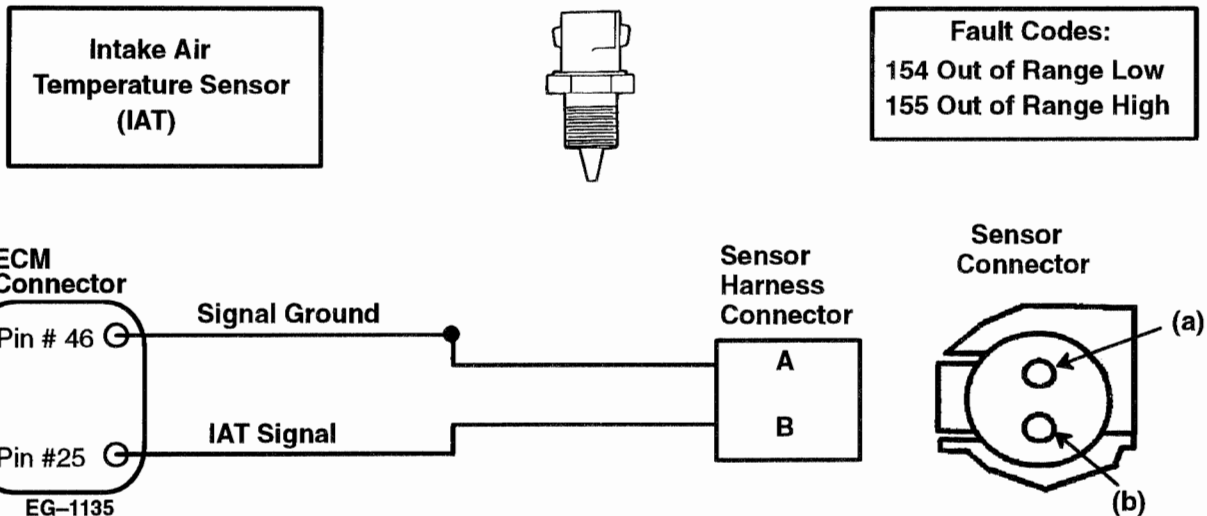 Intake Air
Temperature Sensor
(IAT)
Fault Codes:
154 Out of Range Low
155 Out of Range High
ECM
Connector
Pin # 46
Signal Ground
Pin #25
IAT Signal
EG–1135
Sensor
Harness
Connector
A
B
Sensor
Connector
(a)
(b)